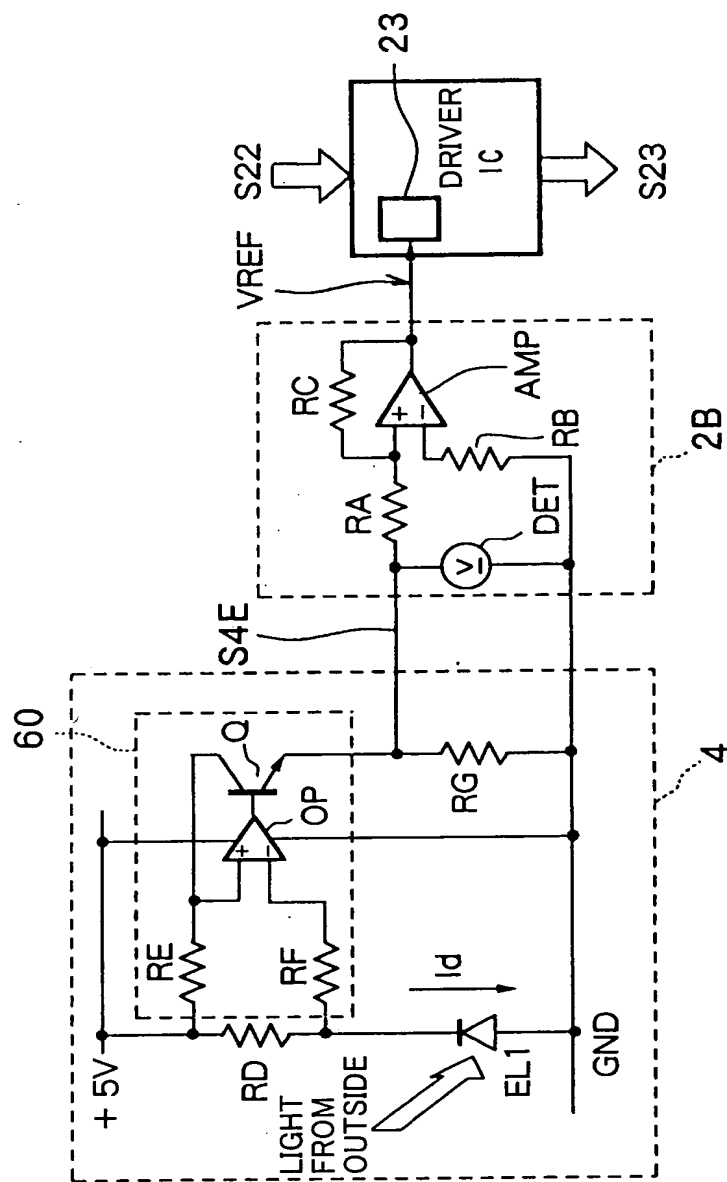 60
+5V
RE
Q
RD
OP
RF
LIGHT FROM
OUTSIDE
Id
EL1
GND
RG
4
S4E
RA
RC
+
−
+
−
AMP
RB
V
DET
2B
VREF
S22
23
DRIVER
IC
S23